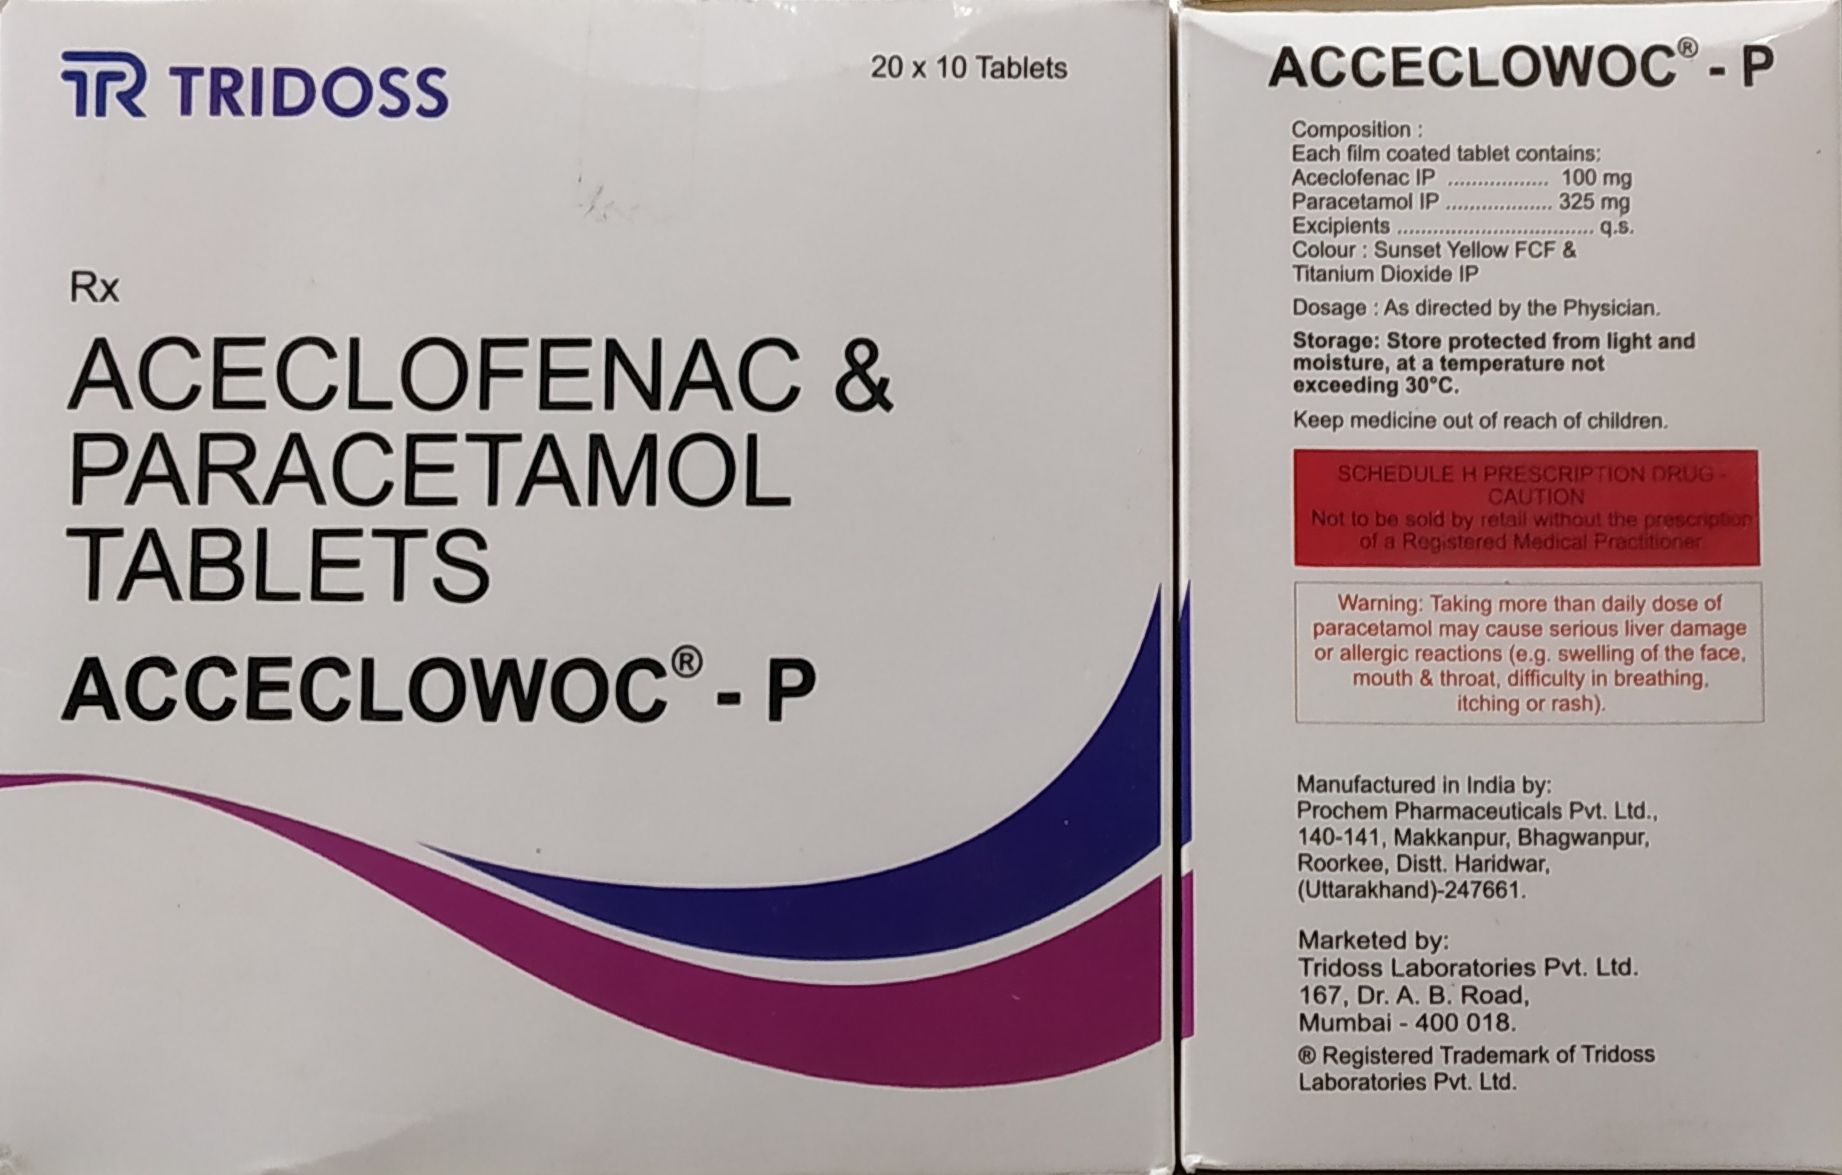 TR TRIDOSS
20 x 10 Tablets
Rx
ACECLOFENAC &
PARACETAMOL
TABLETS
ACCECLOWOC® - P
ACCECLOWOC® - P
Composition :
Each film coated tablet contains:
Aceclofenac IP ................. 100 mg
Paracetamol IP .................. 325 mg
Excipients ................................. q.s.
Colour : Sunset Yellow FCF &
Titanium Dioxide IP
Dosage : As directed by the Physician.
Storage: Store protected from light and
moisture, at a temperature not
exceeding 30°C.
Keep medicine out of reach of children.
SCHEDULE H PRESCRIPTION DRUG -
CAUTION
Not to be sold by retail without the prescription
of a Registered Medical Practitioner
Warning: Taking more than daily dose of
paracetamol may cause serious liver damage
or allergic reactions (e.g. swelling of the face,
mouth & throat, difficulty in breathing,
itching or rash).
Manufactured in India by:
Prochem Pharmaceuticals Pvt. Ltd.,
140-141, Makkanpur, Bhagwanpur,
Roorkee, Distt. Haridwar,
(Uttarakhand)-247661.
Marketed by:
Tridoss Laboratories Pvt. Ltd.
167, Dr. A. B. Road,
Mumbai - 400 018.
® Registered Trademark of Tridoss
Laboratories Pvt. Ltd.